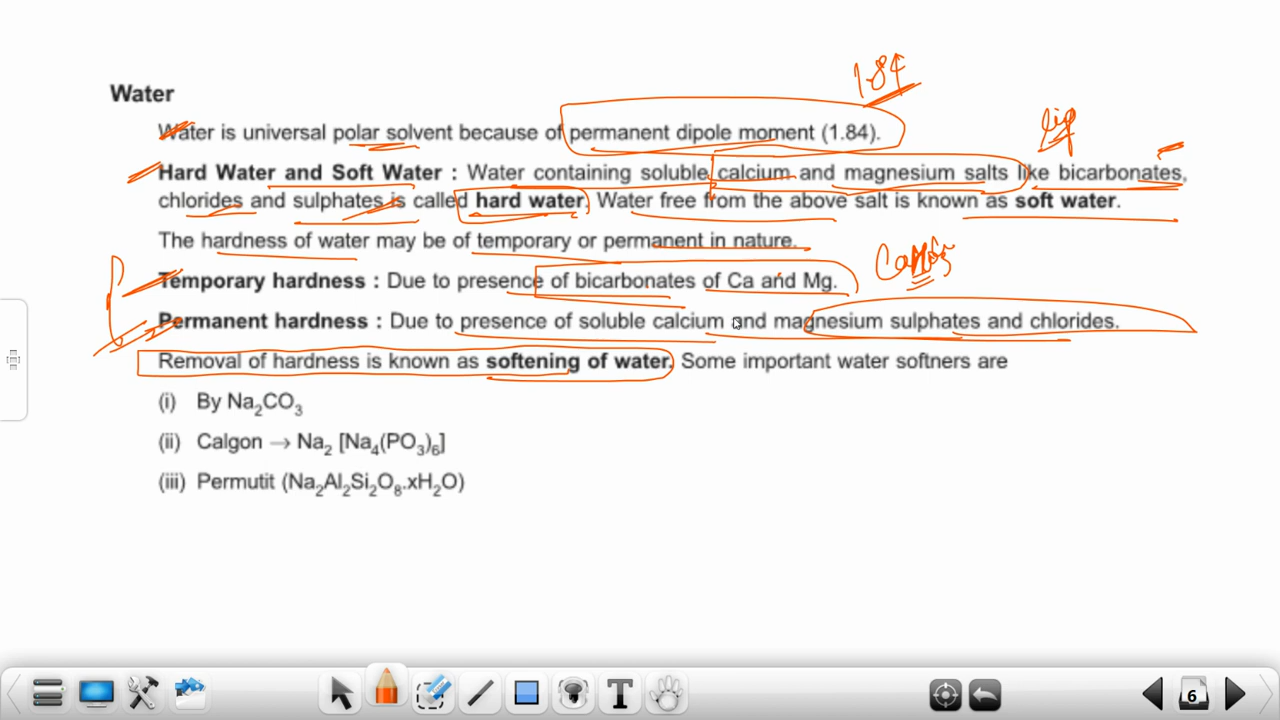 1.84
Water
Water is universal polar solvent because of permanent dipole moment (1.84).
liq
Hard Water and Soft Water : Water containing soluble calcium and magnesium salts like bicarbonates,
chlorides and sulphates is called hard water. Water free from the above salt is known as soft water.
The hardness of water may be of temporary or permanent in nature.
Temporary hardness : Due to presence of bicarbonates of Ca and Mg.
Permanent hardness : Due to presence of soluble calcium and magnesium sulphates and chlorides.
Removal of hardness is known as softening of water. Some important water softners are
(i) By Na₂CO₃
(ii) Calgon → Na₂ [Na₄(PO₃)₆]
(iii) Permutit (Na₂Al₂Si₂O₈.xH₂O)
T
6